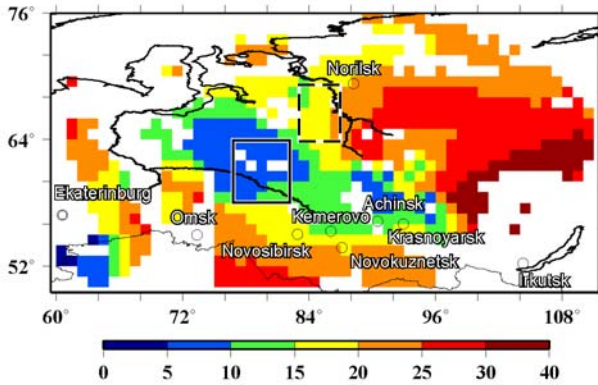 76°
Norilsk
64°
Ekaterinburg
Omsk
Kemerovo
Achinsk
Krasnoyarsk
Novosibirsk
Novokuznetsk
52°
Irkutsk
60° 72° 84° 96° 108°
0 5 10 15 20 25 30 40